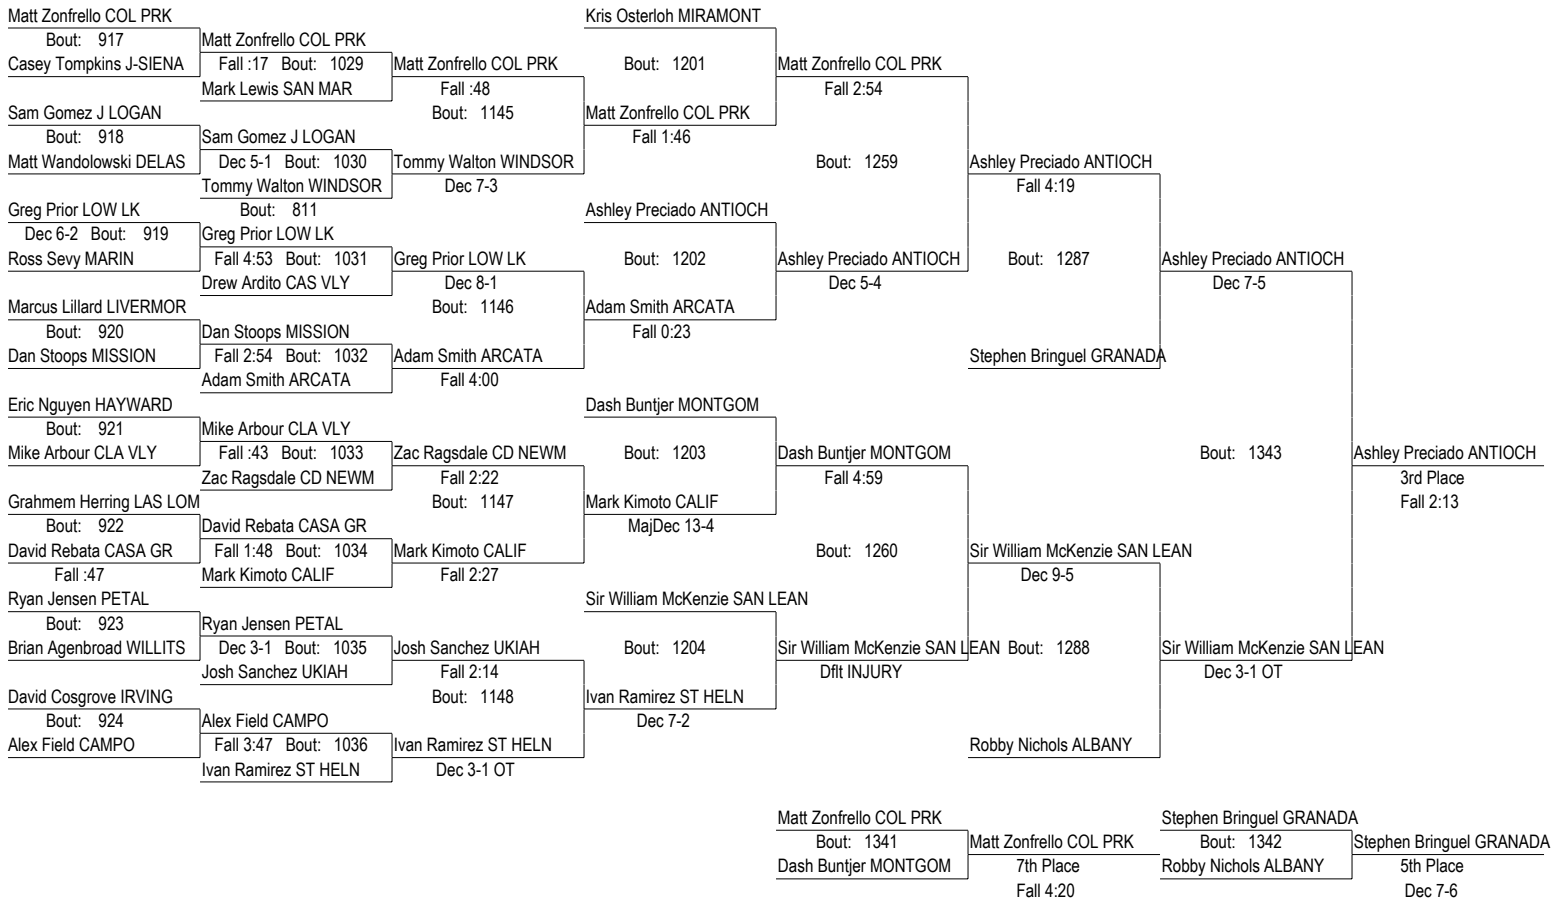 Matt Zonfrello COL PRK Kris Osterloh MIRAMONT
Bout: 917 Matt Zonfrello COL PRK
Casey Tompkins J-SIENA Fall :17 Bout: 1029 Matt Zonfrello COL PRK Bout: 1201 Matt Zonfrello COL PRK
Mark Lewis SAN MAR Fall :48 Fall 2:54
Sam Gomez J LOGAN Bout: 1145 Matt Zonfrello COL PRK
Bout: 918 Sam Gomez J LOGAN Fall 1:46
Matt Wandolowski DELAS Dec 5-1 Bout: 1030 Tommy Walton WINDSOR Bout: 1259 Ashley Preciado ANTIOCH
Tommy Walton WINDSOR Dec 7-3 Fall 4:19
Greg Prior LOW LK Bout: 811 Ashley Preciado ANTIOCH
Dec 6-2 Bout: 919 Greg Prior LOW LK
Ross Sevy MARIN Fall 4:53 Bout: 1031 Greg Prior LOW LK Bout: 1202 Ashley Preciado ANTIOCH Bout: 1287 Ashley Preciado ANTIOCH
Drew Ardito CAS VLY Dec 8-1 Dec 5-4 Dec 7-5
Marcus Lillard LIVERMOR Bout: 1146 Adam Smith ARCATA
Bout: 920 Dan Stoops MISSION Fall 0:23
Dan Stoops MISSION Fall 2:54 Bout: 1032 Adam Smith ARCATA Stephen Bringuel GRANADA
Adam Smith ARCATA Fall 4:00
Eric Nguyen HAYWARD Dash Buntjer MONTGOM
Bout: 921 Mike Arbour CLA VLY
Mike Arbour CLA VLY Fall :43 Bout: 1033 Zac Ragsdale CD NEWM Bout: 1203 Dash Buntjer MONTGOM Bout: 1343 Ashley Preciado ANTIOCH
Zac Ragsdale CD NEWM Fall 2:22 Fall 4:59 3rd Place
Grahmem Herring LAS LOM Bout: 1147 Mark Kimoto CALIF Fall 2:13
Bout: 922 David Rebata CASA GR MajDec 13-4
David Rebata CASA GR Fall 1:48 Bout: 1034 Mark Kimoto CALIF Bout: 1260 Sir William McKenzie SAN LEAN
Fall :47 Mark Kimoto CALIF Fall 2:27 Dec 9-5
Ryan Jensen PETAL Sir William McKenzie SAN LEAN
Bout: 923 Ryan Jensen PETAL
Brian Agenbroad WILLITS Dec 3-1 Bout: 1035 Josh Sanchez UKIAH Bout: 1204 Sir William McKenzie SAN LEAN Bout: 1288 Sir William McKenzie SAN LEAN
Josh Sanchez UKIAH Fall 2:14 Dflt INJURY Dec 3-1 OT
David Cosgrove IRVING Bout: 1148 Ivan Ramirez ST HELN
Bout: 924 Alex Field CAMPO Dec 7-2
Alex Field CAMPO Fall 3:47 Bout: 1036 Ivan Ramirez ST HELN Robby Nichols ALBANY
Ivan Ramirez ST HELN Dec 3-1 OT
Matt Zonfrello COL PRK Stephen Bringuel GRANADA
Bout: 1341 Matt Zonfrello COL PRK Bout: 1342 Stephen Bringuel GRANADA
Dash Buntjer MONTGOM 7th Place Robby Nichols ALBANY 5th Place
Fall 4:20 Dec 7-6